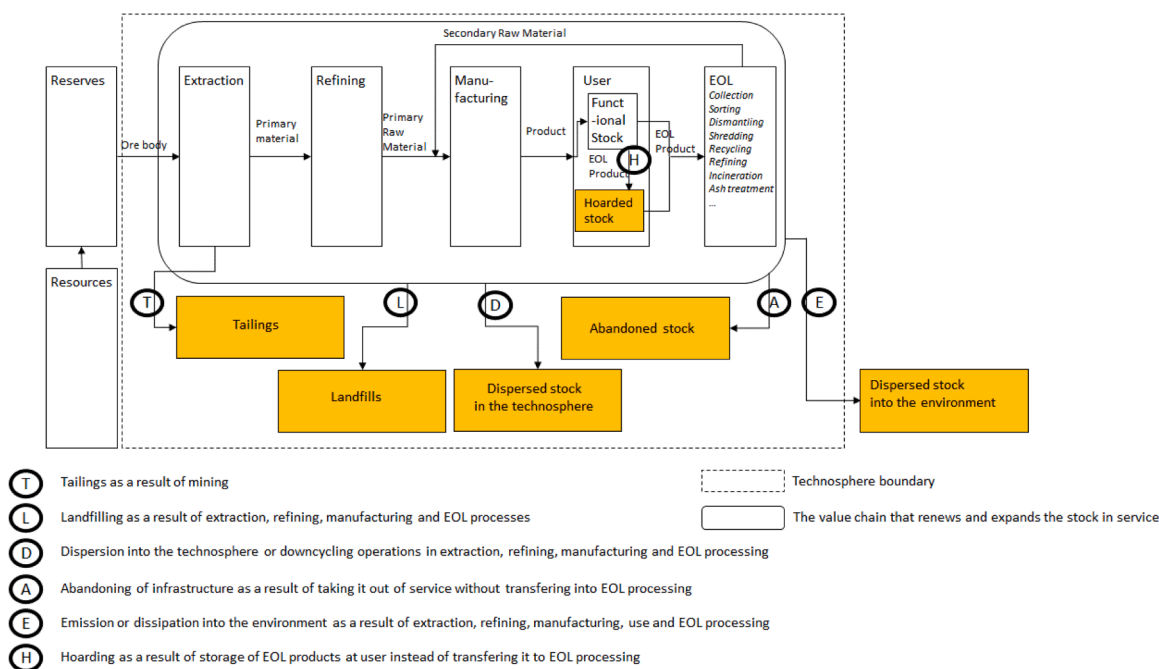 Secondary Raw Material
Reserves
Extraction
Refining
Manu-
facturing
User
Funct
-ional
Stock
EOL
Collection
Sorting
Dismantling
Shredding
Recycling
Refining
Incineration
Ash treatment
...
Ore body
Primary
material
Primary
Raw
Material
Product
EOL
Product
H
EOL
Product
Hoarded
stock
Resources
T
L
D
A
E
Tailings
Abandoned stock
Landfills
Dispersed stock
in the technosphere
Dispersed stock
into the environment
T Tailings as a result of mining
L Landfilling as a result of extraction, refining, manufacturing and EOL processes
D Dispersion into the technosphere or downcycling operations in extraction, refining, manufacturing and EOL processing
A Abandoning of infrastructure as a result of taking it out of service without transfering into EOL processing
E Emission or dissipation into the environment as a result of extraction, refining, manufacturing, use and EOL processing
H Hoarding as a result of storage of EOL products at user instead of transfering it to EOL processing
Technosphere boundary
The value chain that renews and expands the stock in service